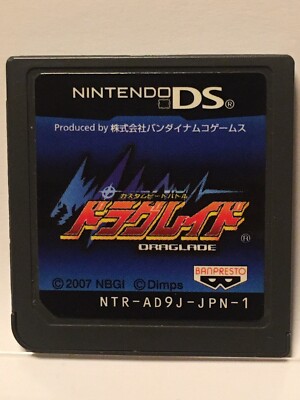 NINTENDO DS®
Produced by 株式会社バンダイナムコゲームス
カスタムビートバトル
ドラグレイド
DRAGLADE
©2007 NBGI ©Dimps
BANPRESTO
NTR-AD9J-JPN-1